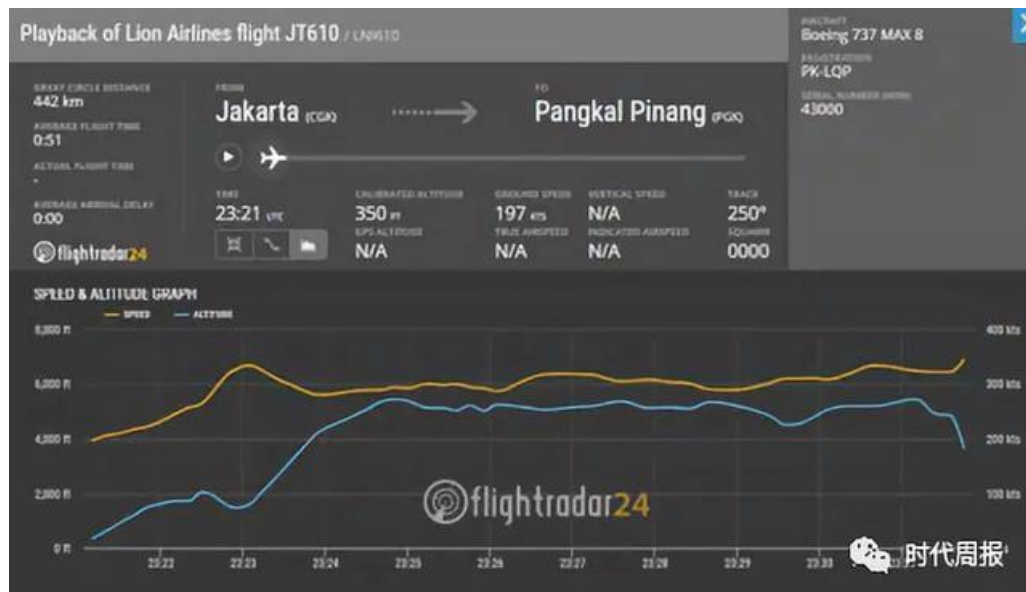 Playback of Lion Airlines flight JT610 / LNI610
AIRCRAFT
Boeing 737 MAX 8
REGISTRATION
PK-LQP
SERIAL NUMBER (MSN)
43000
GREAT CIRCLE DISTANCE
442 km
AVERAGE FLIGHT TIME
0:51
ACTUAL FLIGHT TIME
-
AVERAGE ARRIVAL DELAY
0:00
flightradar24
FROM
Jakarta (CGK)
TO
Pangkal Pinang (PGK)
TIME
23:21 UTC
CALIBRATED ALTITUDE
350 FT
GPS ALTITUDE
N/A
GROUND SPEED
197 KTS
TRUE AIRSPEED
N/A
VERTICAL SPEED
N/A
INDICATED AIRSPEED
N/A
TRACK
250°
SQUAWK
0000
SPEED & ALTITUDE GRAPH
SPEED ALTITUDE
8,000 ft 400 kts
6,000 ft 300 kts
4,000 ft 200 kts
2,000 ft 100 kts
0 ft
flightradar24
23:22 23:23 23:24 23:25 23:26 23:27 23:28 23:29 23:30
时代周报